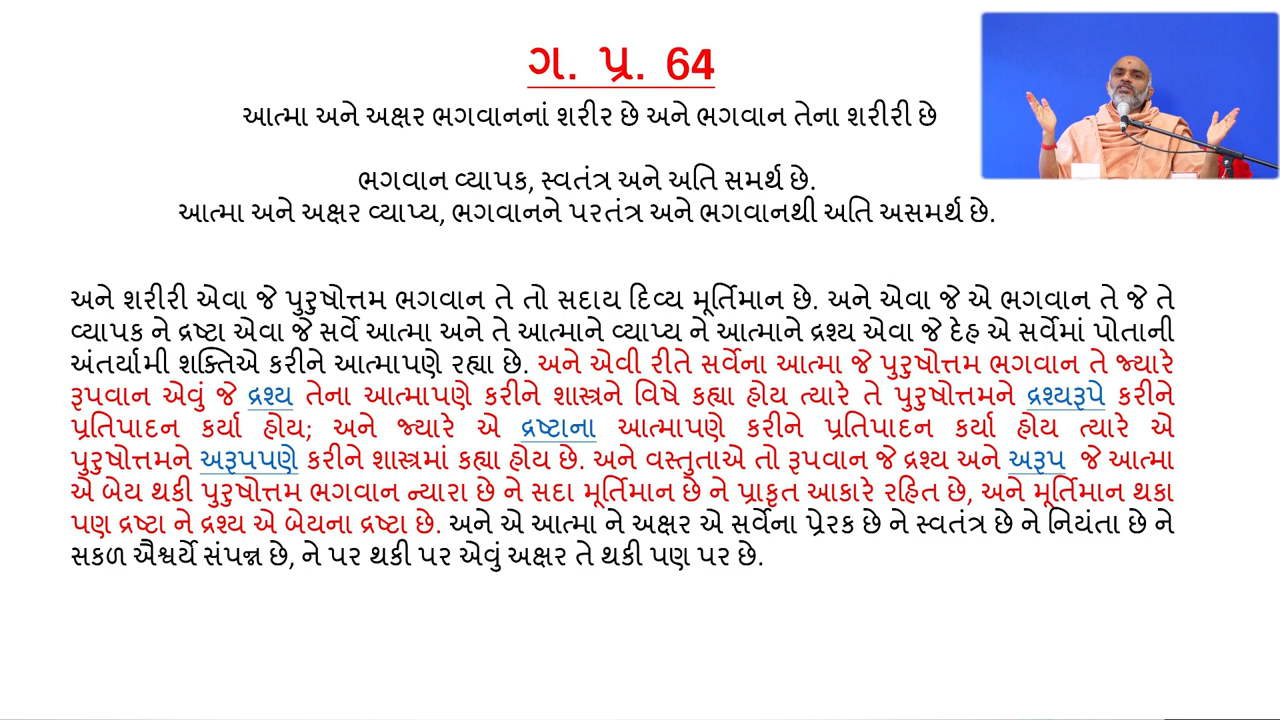 ગ. પ્ર. 64
આત્મા અને અક્ષર ભગવાનનાં શરીર છે અને ભગવાન તેના શરીરી છે
ભગવાન વ્યાપક, સ્વતંત્ર અને અતિ સમર્થ છે.
આત્મા અને અક્ષર વ્યાપ્ય, ભગવાનને પરતંત્ર અને ભગવાનથી અતિ અસમર્થ છે.
અને શરીરી એવા જે પુરુષોત્તમ ભગવાન તે તો સદાય દિવ્ય મૂર્તિમાન છે. અને એવા જે એ ભગવાન તે જે તે
વ્યાપક ને દ્રષ્ટા એવા જે સર્વે આત્મા અને તે આત્માને વ્યાપ્ય ને આત્માને દ્રશ્ય એવા જે દેહ એ સર્વેમાં પોતાની
અંતર્યામી શક્તિએ કરીને આત્માપણે રહ્યા છે. અને એવી રીતે સર્વેના આત્મા જે પુરુષોત્તમ ભગવાન તે જ્યારે
રૂપવાન એવું જે દ્રશ્ય તેના આત્માપણે કરીને શાસ્ત્રને વિષે કહ્યા હોય ત્યારે તે પુરુષોત્તમને દ્રશ્યરૂપે કરીને
પ્રતિપાદન કર્યા હોય; અને જ્યારે એ દ્રષ્ટાના આત્માપણે કરીને પ્રતિપાદન કર્યા હોય ત્યારે એ
પુરુષોત્તમને અરૂપપણે કરીને શાસ્ત્રમાં કહ્યા હોય છે. અને વસ્તુતાએ તો રૂપવાન જે દ્રશ્ય અને અરૂપ જે આત્મા
એ બેય થકી પુરુષોત્તમ ભગવાન ન્યારા છે ને સદા મૂર્તિમાન છે ને પ્રાકૃત આકારે રહિત છે, અને મૂર્તિમાન થકા
પણ દ્રષ્ટા ને દ્રશ્ય એ બેયના દ્રષ્ટા છે. અને એ આત્મા ને અક્ષર એ સર્વેના પ્રેરક છે ને સ્વતંત્ર છે ને નિયંતા છે ને
સકળ ઐશ્વર્યે સંપન્ન છે, ને પર થકી પર એવું અક્ષર તે થકી પણ પર છે.